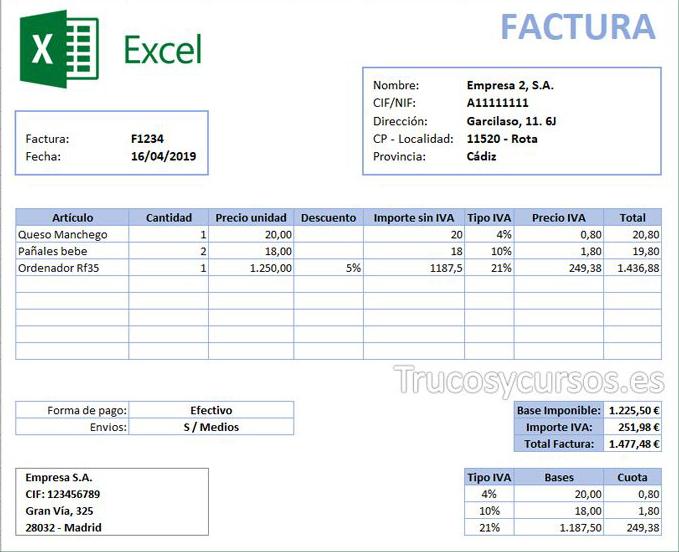 FACTURA
X Excel
Nombre: Empresa 2, S.A.
CIF/NIF: A11111111
Dirección: Garcilaso, 11. 6J
CP - Localidad: 11520 - Rota
Provincia: Cádiz
Factura: F1234
Fecha: 16/04/2019
Artículo Cantidad Precio unidad Descuento Importe sin IVA Tipo IVA Precio IVA Total
Queso Manchego 1 20,00 20 4% 0,80 20,80
Pañales bebe 2 18,00 18 10% 1,80 19,80
Ordenador Rf35 1 1.250,00 5% 1187,5 21% 249,38 1.436,88
Trucosycursos.es
Forma de pago: Efectivo
Envios: S / Medios
Base Imponible: 1.225,50 €
Importe IVA: 251,98 €
Total Factura: 1.477,48 €
Empresa S.A.
CIF: 123456789
Gran Vía, 325
28032 - Madrid
Tipo IVA Bases Cuota
4% 20,00 0,80
10% 18,00 1,80
21% 1.187,50 249,38